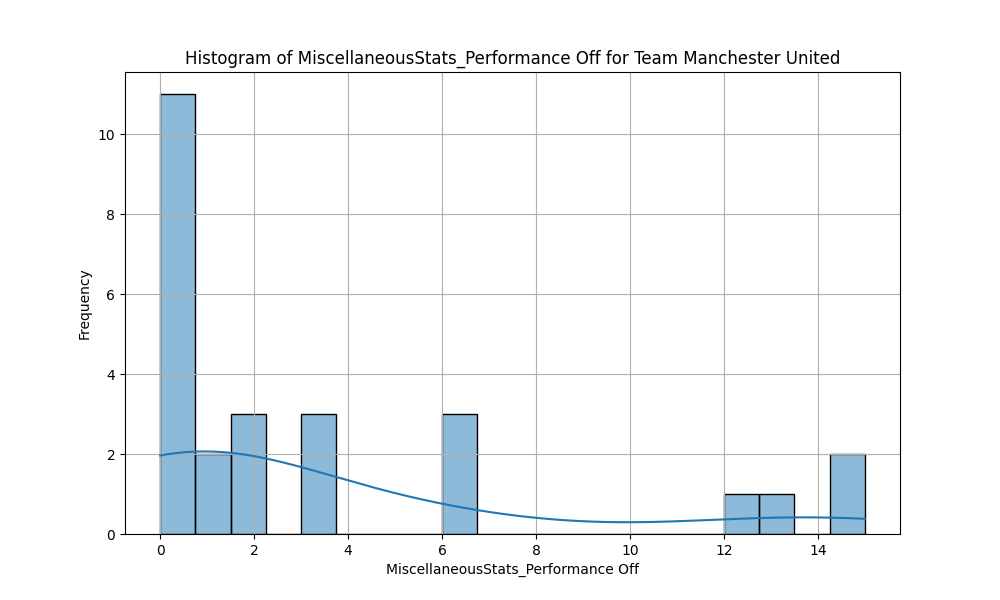 Histogram of MiscellaneousStats_Performance Off for Team Manchester United
10
8
6
4
2
0
Frequency
0 2 4 6 8 10 12 14
MiscellaneousStats_Performance Off